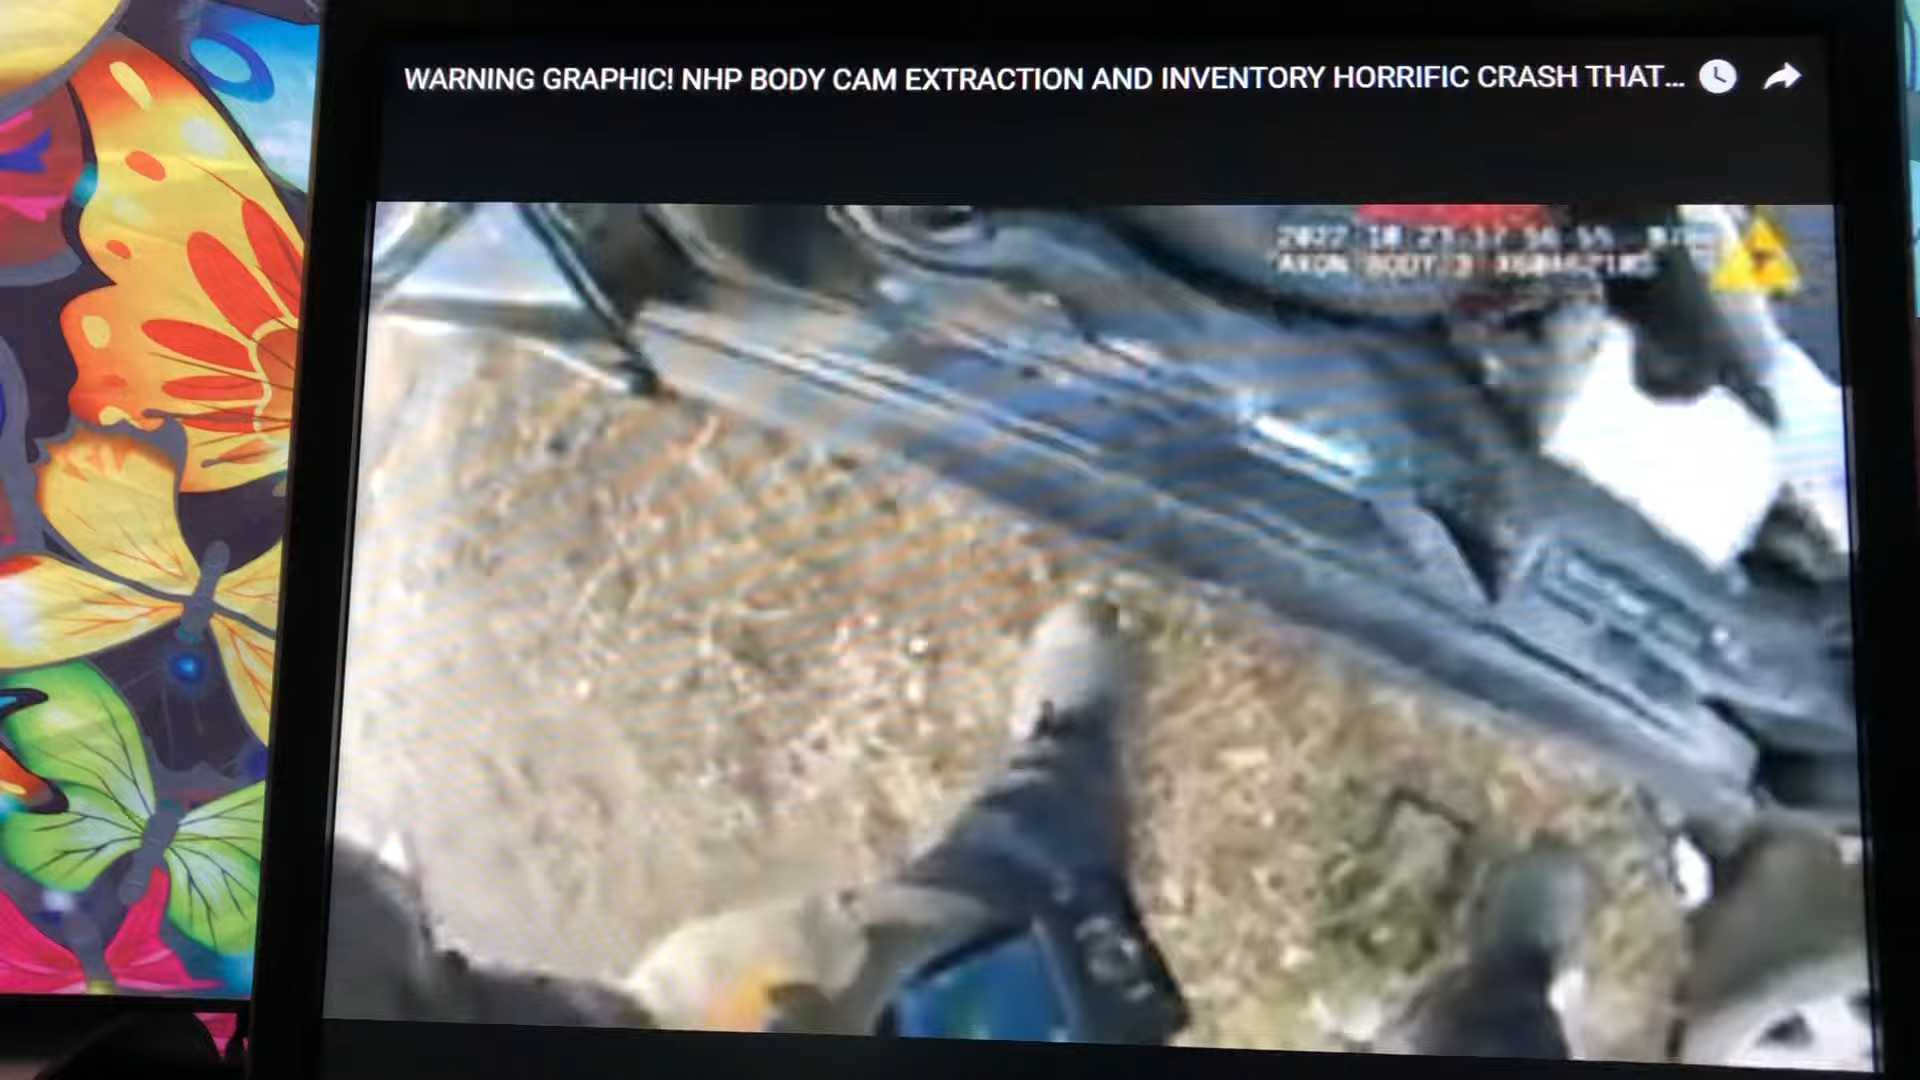 WARNING GRAPHIC! NHP BODY CAM EXTRACTION AND INVENTORY HORRIFIC CRASH THAT...
AXON BODY 3